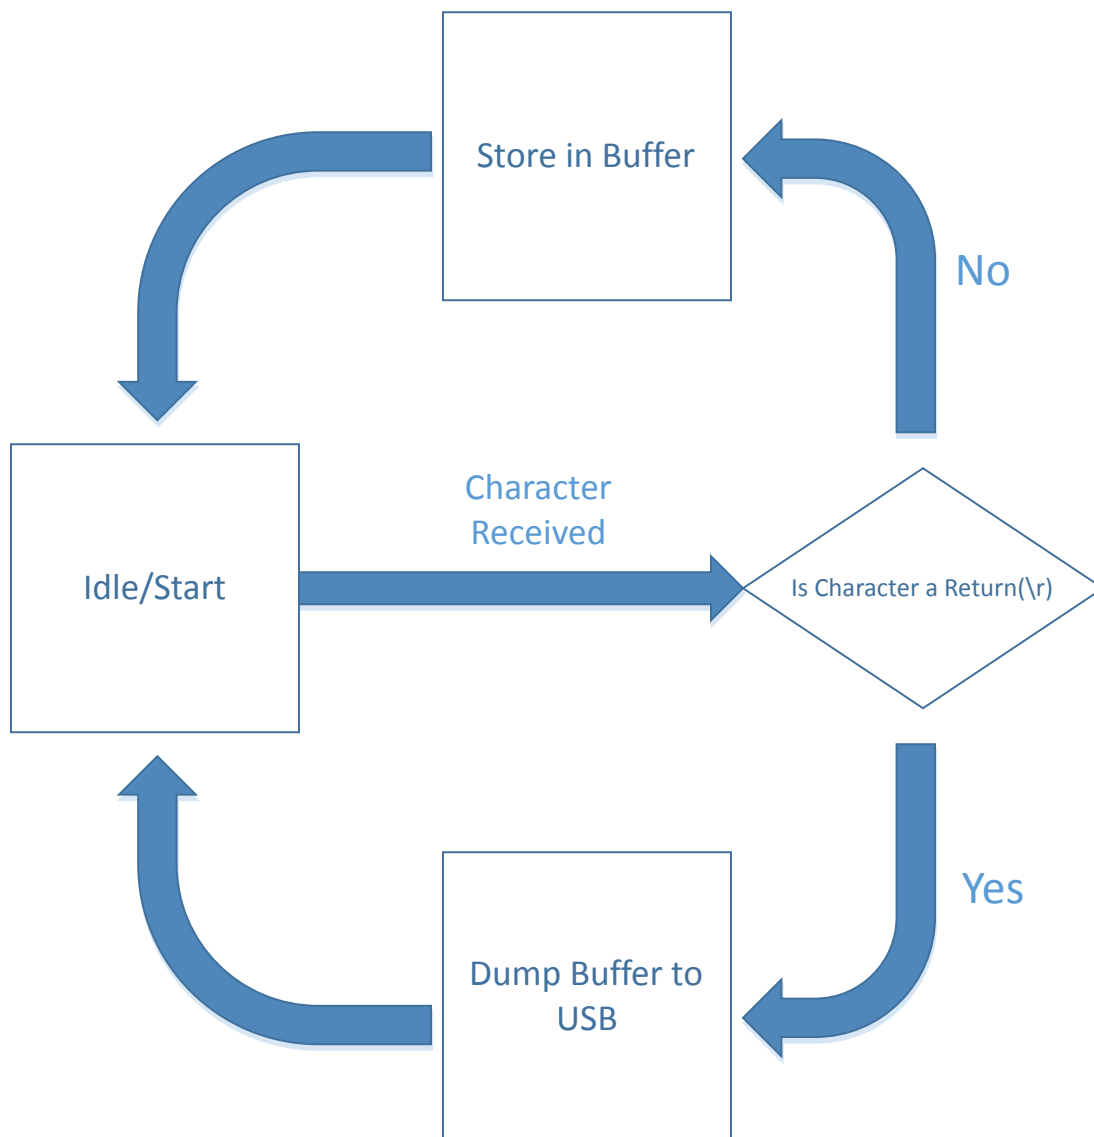 Store in Buffer
No
Character
Received
Idle/Start
Is Character a Return(\r)
Yes
Dump Buffer to
USB